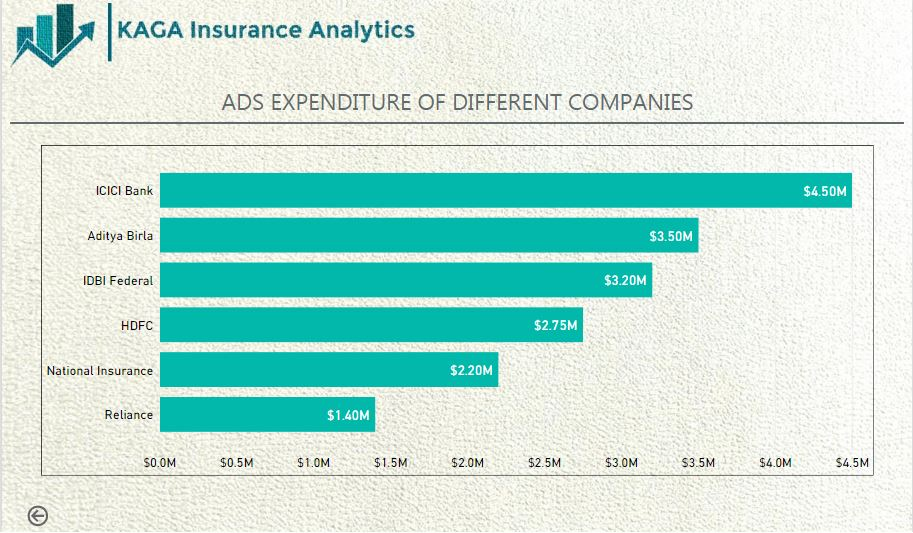 KAGA Insurance Analytics
ADS EXPENDITURE OF DIFFERENT COMPANIES
ICICI Bank $4.50M
Aditya Birla $3.50M
IDBI Federal $3.20M
HDFC $2.75M
National Insurance $2.20M
Reliance $1.40M
$0.0M $0.5M $1.0M $1.5M $2.0M $2.5M $3.0M $3.5M $4.0M $4.5M